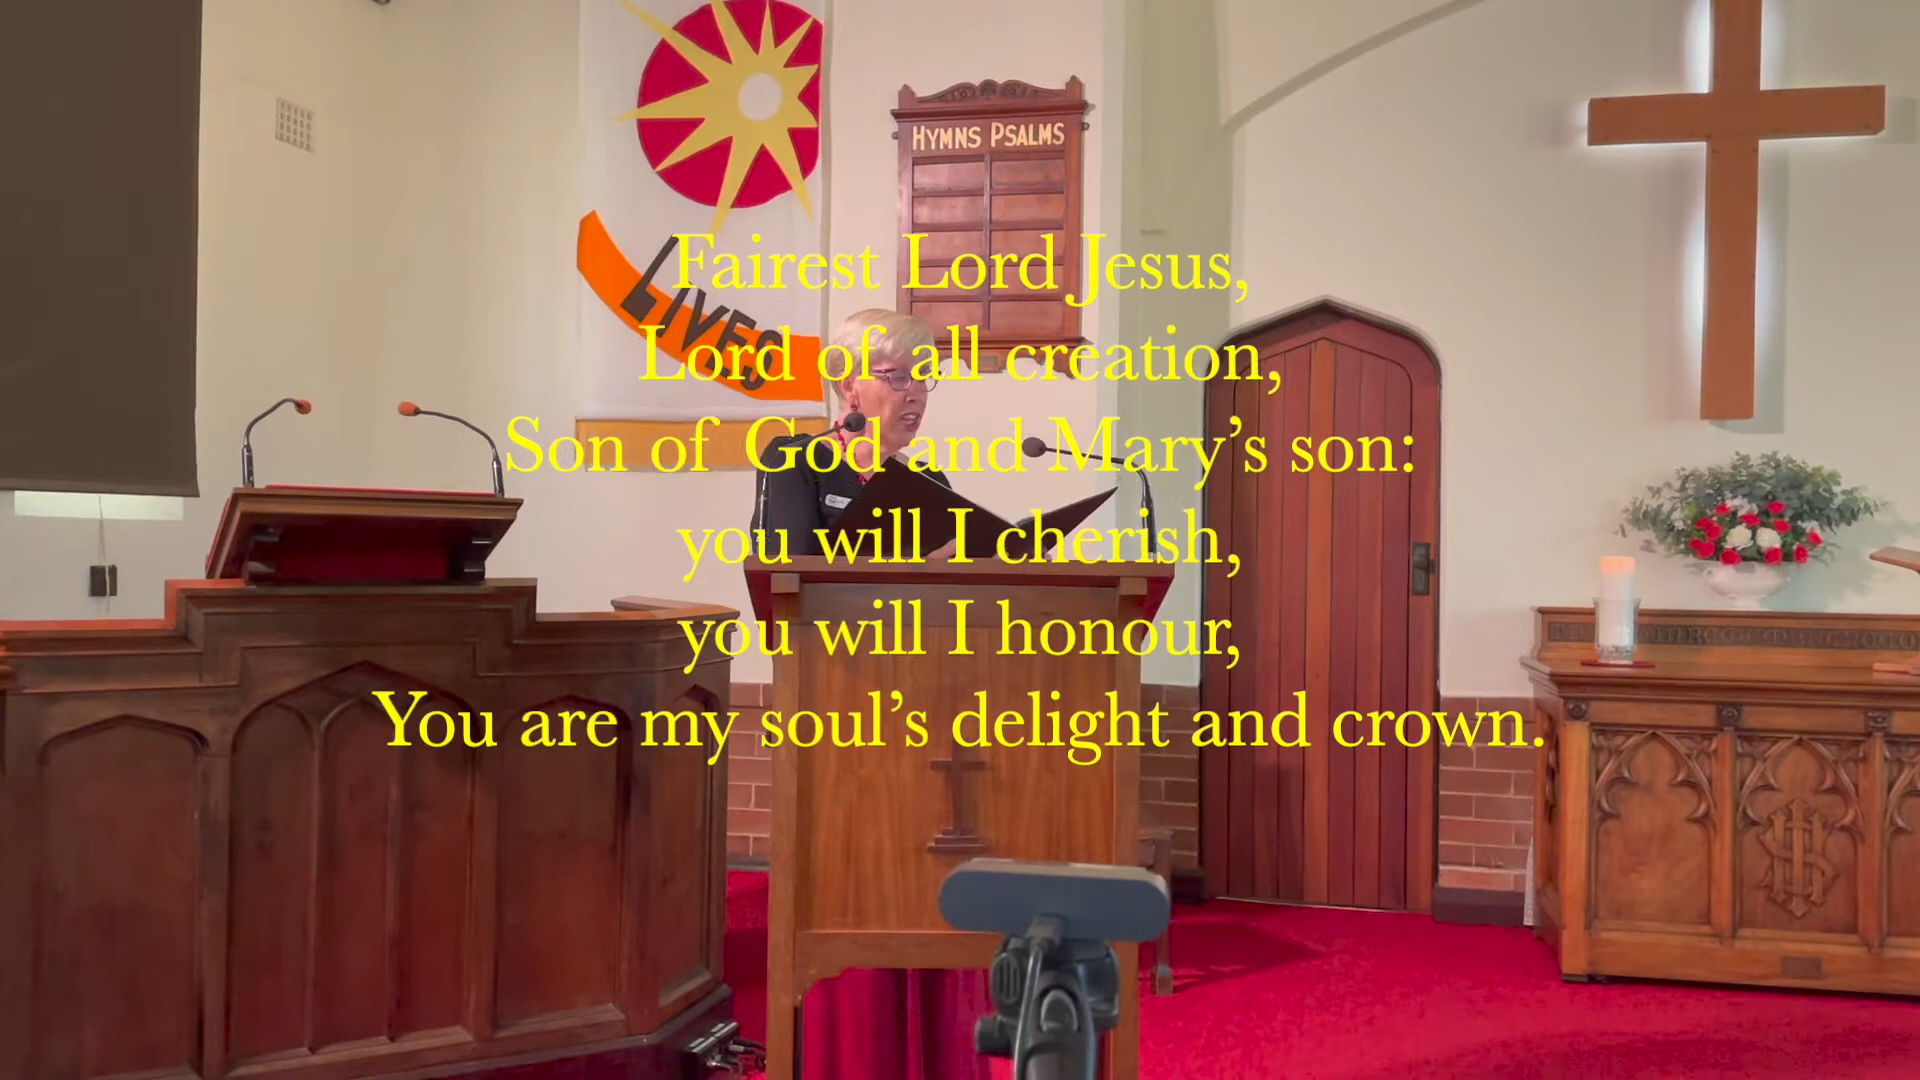 HYMNS PSALMS
LIVES
Fairest Lord Jesus,
Lord of all creation,
Son of God and Mary’s son:
you will I cherish,
you will I honour,
You are my soul’s delight and crown.
IHS